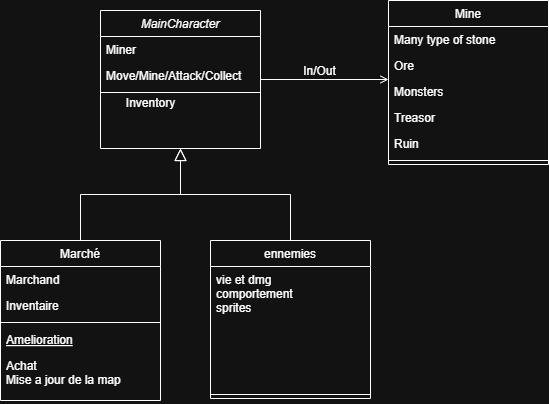 MainCharacter
Miner
Move/Mine/Attack/Collect
Inventory
In/Out
Mine
Many type of stone
Ore
Monsters
Treasor
Ruin
Marché
Marchand
Inventaire
Amelioration
Achat
Mise a jour de la map
ennemies
vie et dmg
comportement
sprites